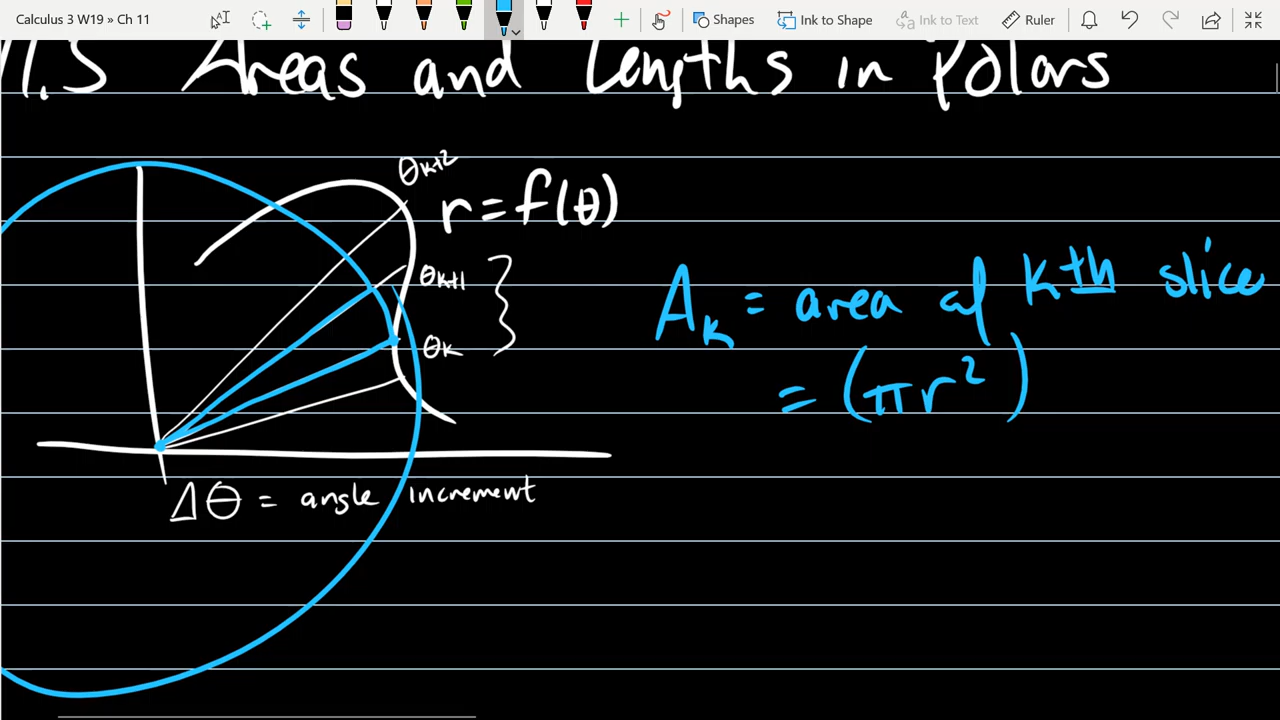 Calculus 3 W19 » Ch 11
Shapes
Ink to Shape
Ink to Text
Ruler
11.5 Areas and Lengths in Polars
θk+2
r = f(θ)
θk+1
θk
Ak = area of kth slice
= (πr²)
Δθ = angle increment